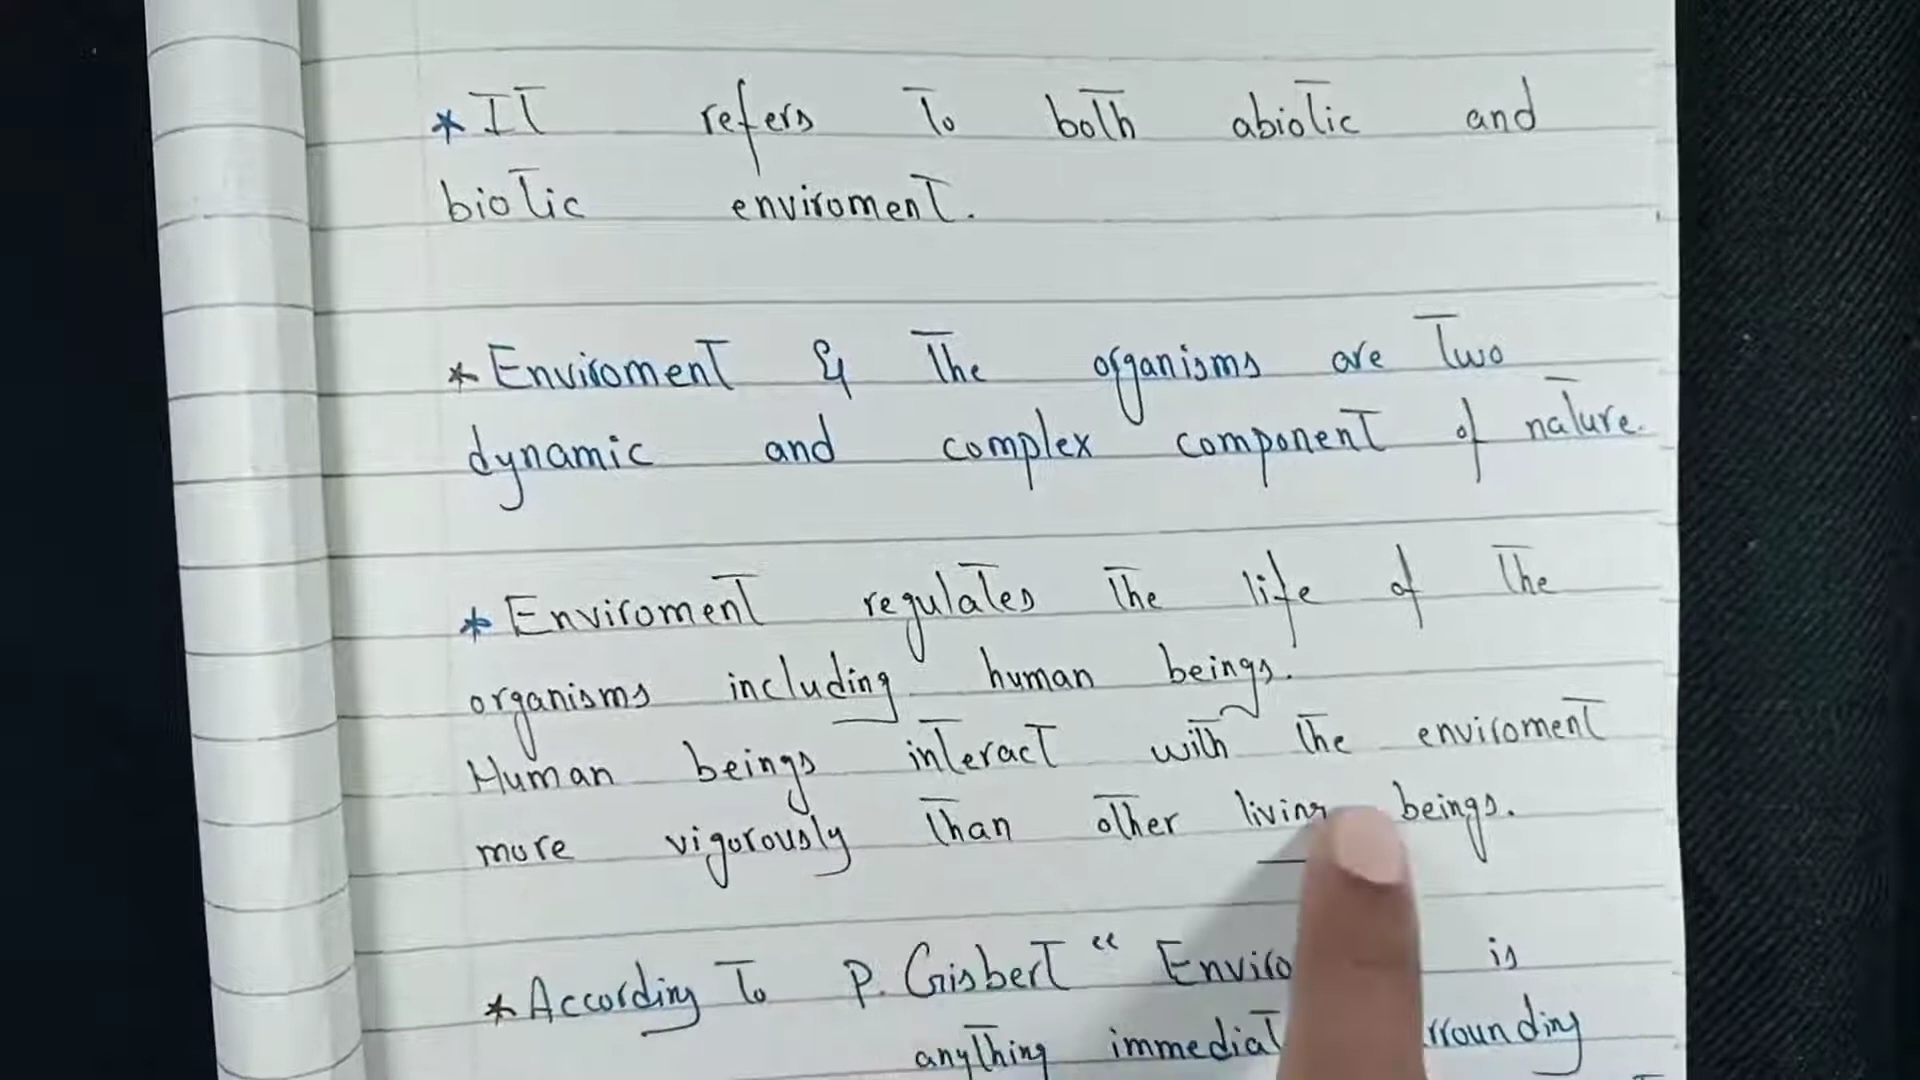 * It refers to both abiotic and
biotic enviroment.
* Enviroment & the organisms are two
dynamic and complex component of nature.
* Enviroment regulates the life of the
organisms including human beings.
Human beings interact with the enviroment
more vigorously than other living beings.
* According to P. Gisbert “ Enviro is
anything immediat rrounding